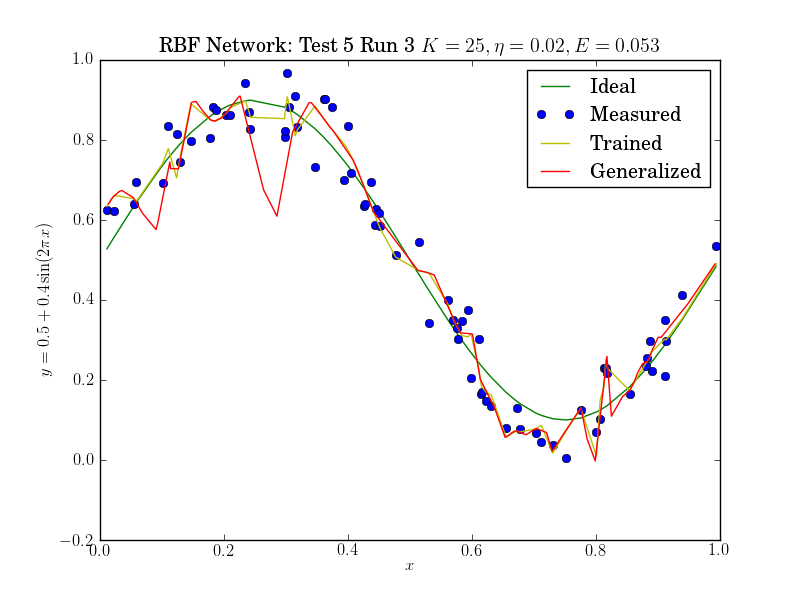 RBF Network: Test 5 Run 3 K = 25, η = 0.02, E = 0.053
1.0
0.8
0.6
0.4
0.2
0.0
−0.2
y = 0.5 + 0.4 sin(2πx)
Ideal
Measured
Trained
Generalized
0.0 0.2 0.4 0.6 0.8 1.0
x